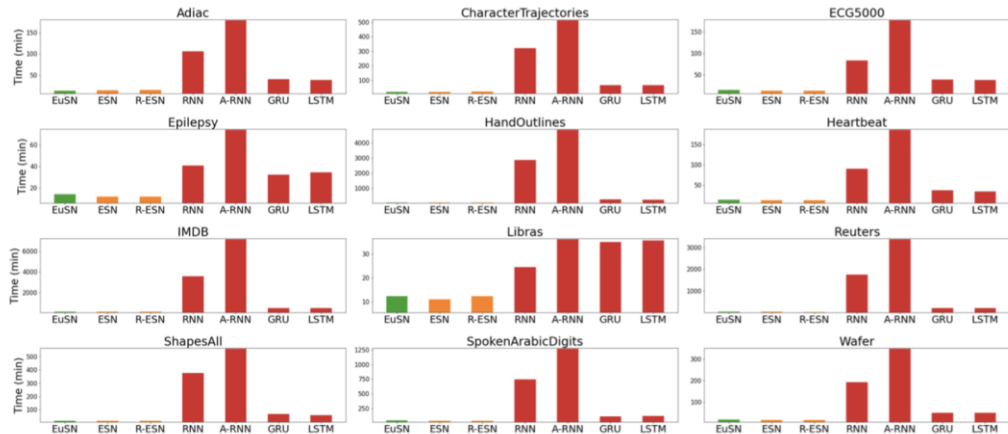 Adiac
Time (min)
150
100
50
EuSN ESN R-ESN RNN A-RNN GRU LSTM
CharacterTrajectories
500
400
300
200
100
EuSN ESN R-ESN RNN A-RNN GRU LSTM
ECG5000
150
100
50
EuSN ESN R-ESN RNN A-RNN GRU LSTM
Epilepsy
Time (min)
60
40
20
EuSN ESN R-ESN RNN A-RNN GRU LSTM
HandOutlines
4000
3000
2000
1000
EuSN ESN R-ESN RNN A-RNN GRU LSTM
Heartbeat
150
100
50
EuSN ESN R-ESN RNN A-RNN GRU LSTM
IMDB
Time (min)
6000
4000
2000
EuSN ESN R-ESN RNN A-RNN GRU LSTM
Libras
30
20
10
EuSN ESN R-ESN RNN A-RNN GRU LSTM
Reuters
3000
2000
1000
EuSN ESN R-ESN RNN A-RNN GRU LSTM
ShapesAll
Time (min)
500
400
300
200
100
EuSN ESN R-ESN RNN A-RNN GRU LSTM
SpokenArabicDigits
1250
1000
750
500
250
EuSN ESN R-ESN RNN A-RNN GRU LSTM
Wafer
300
200
100
EuSN ESN R-ESN RNN A-RNN GRU LSTM